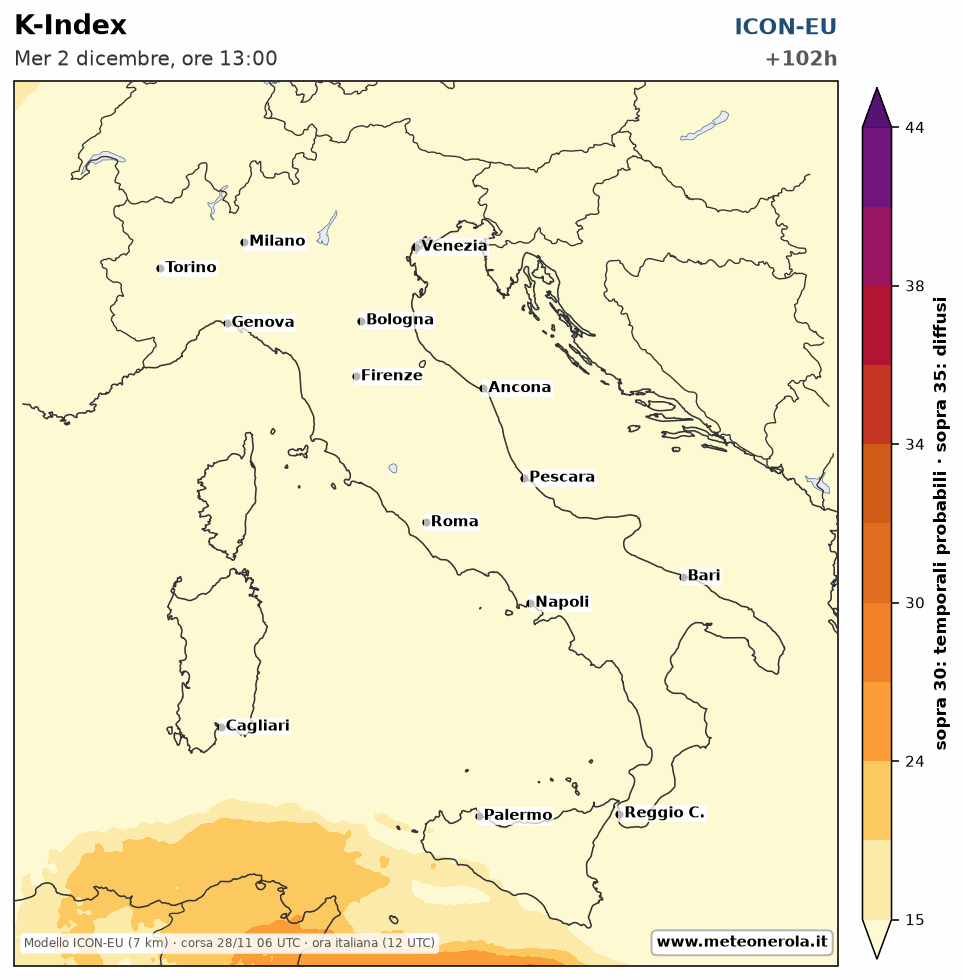 K-Index
ICON-EU
Mer 2 dicembre, ore 13:00
+102h
44
38
34
30
24
15
sopra 30: temporali probabili · sopra 35: diffusi
Milano
Venezia
Torino
Genova
Bologna
Firenze
Ancona
Pescara
Roma
Bari
Napoli
Cagliari
Palermo
Reggio C.
Modello ICON-EU (7 km) · corsa 28/11 06 UTC · ora italiana (12 UTC)
www.meteonerola.it